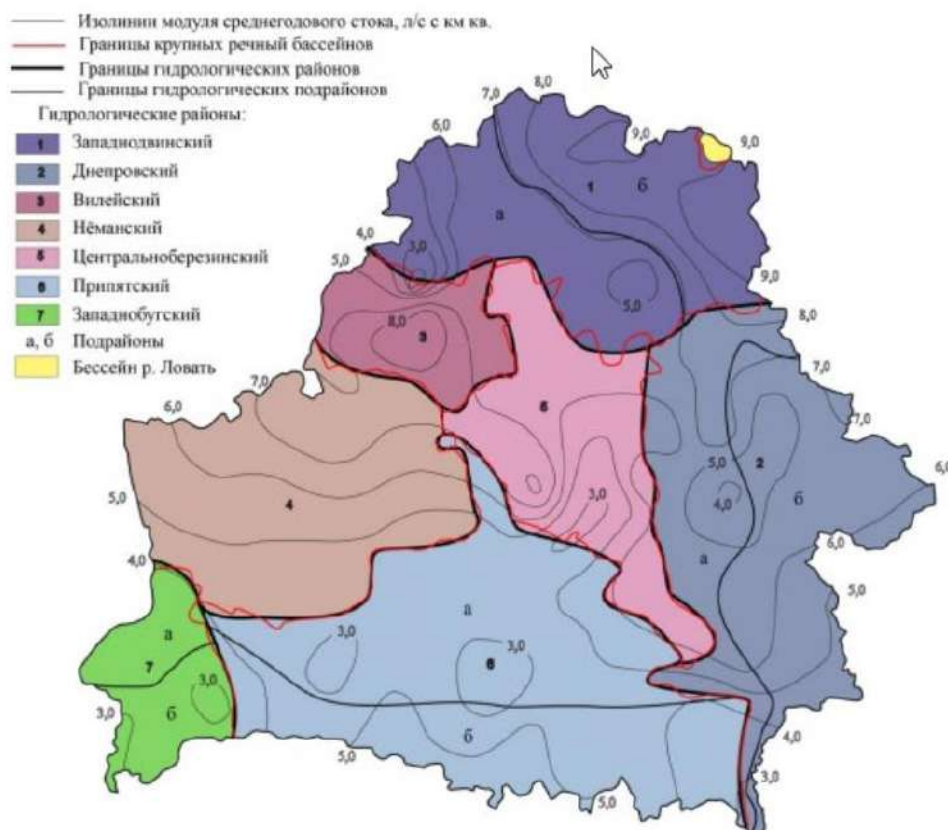 Изолинии модуля среднегодового стока, л/с с км кв.
Границы крупных речный бассейнов
Границы гидрологических районов
Границы гидрологических подрайонов
Гидрологические районы:
1 Западнодвинский
2 Днепровский
3 Вилейский
4 Нёманский
5 Центральноберезинский
6 Припятский
7 Западнобугский
а, б Подрайоны
Бессейн р. Ловать
8,0
7,0
6,0
9,0
9,0
1
б
а
4,0
3,0
5,0
9,0
5,0
8,0
8,0
3
7,0
7,0
7,0
6,0
5
5,0
2
6,0
3,0
4,0
б
5,0
4
6,0
а
4,0
5,0
а
а
3,0
3,0
7
6
3,0
3,0
б
б
5,0
4,0
3,0
5,0